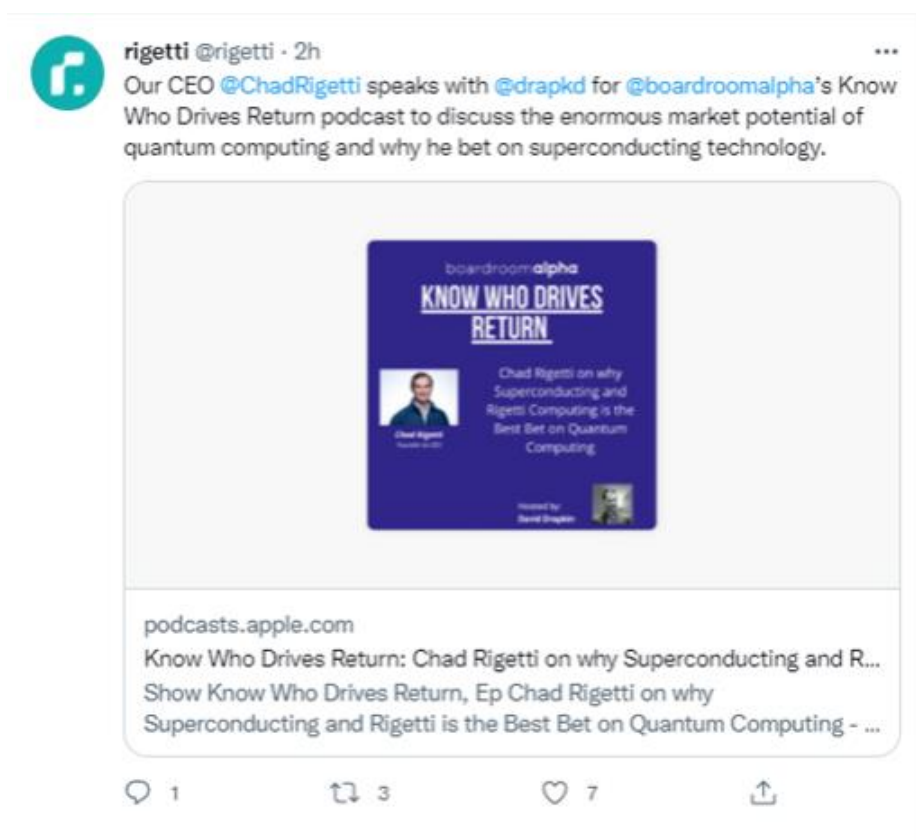 rigetti @rigetti · 2h
Our CEO @ChadRigetti speaks with @drapkd for @boardroomalpha's Know
Who Drives Return podcast to discuss the enormous market potential of
quantum computing and why he bet on superconducting technology.
boardroomalpha
KNOW WHO DRIVES
RETURN
Chad Rigetti on why
Superconducting and
Rigetti Computing is the
Best Bet on Quantum
Computing
Chad Rigetti
Hosted by:
David Drapkin
podcasts.apple.com
Know Who Drives Return: Chad Rigetti on why Superconducting and R...
Show Know Who Drives Return, Ep Chad Rigetti on why
Superconducting and Rigetti is the Best Bet on Quantum Computing - ...
1
3
7